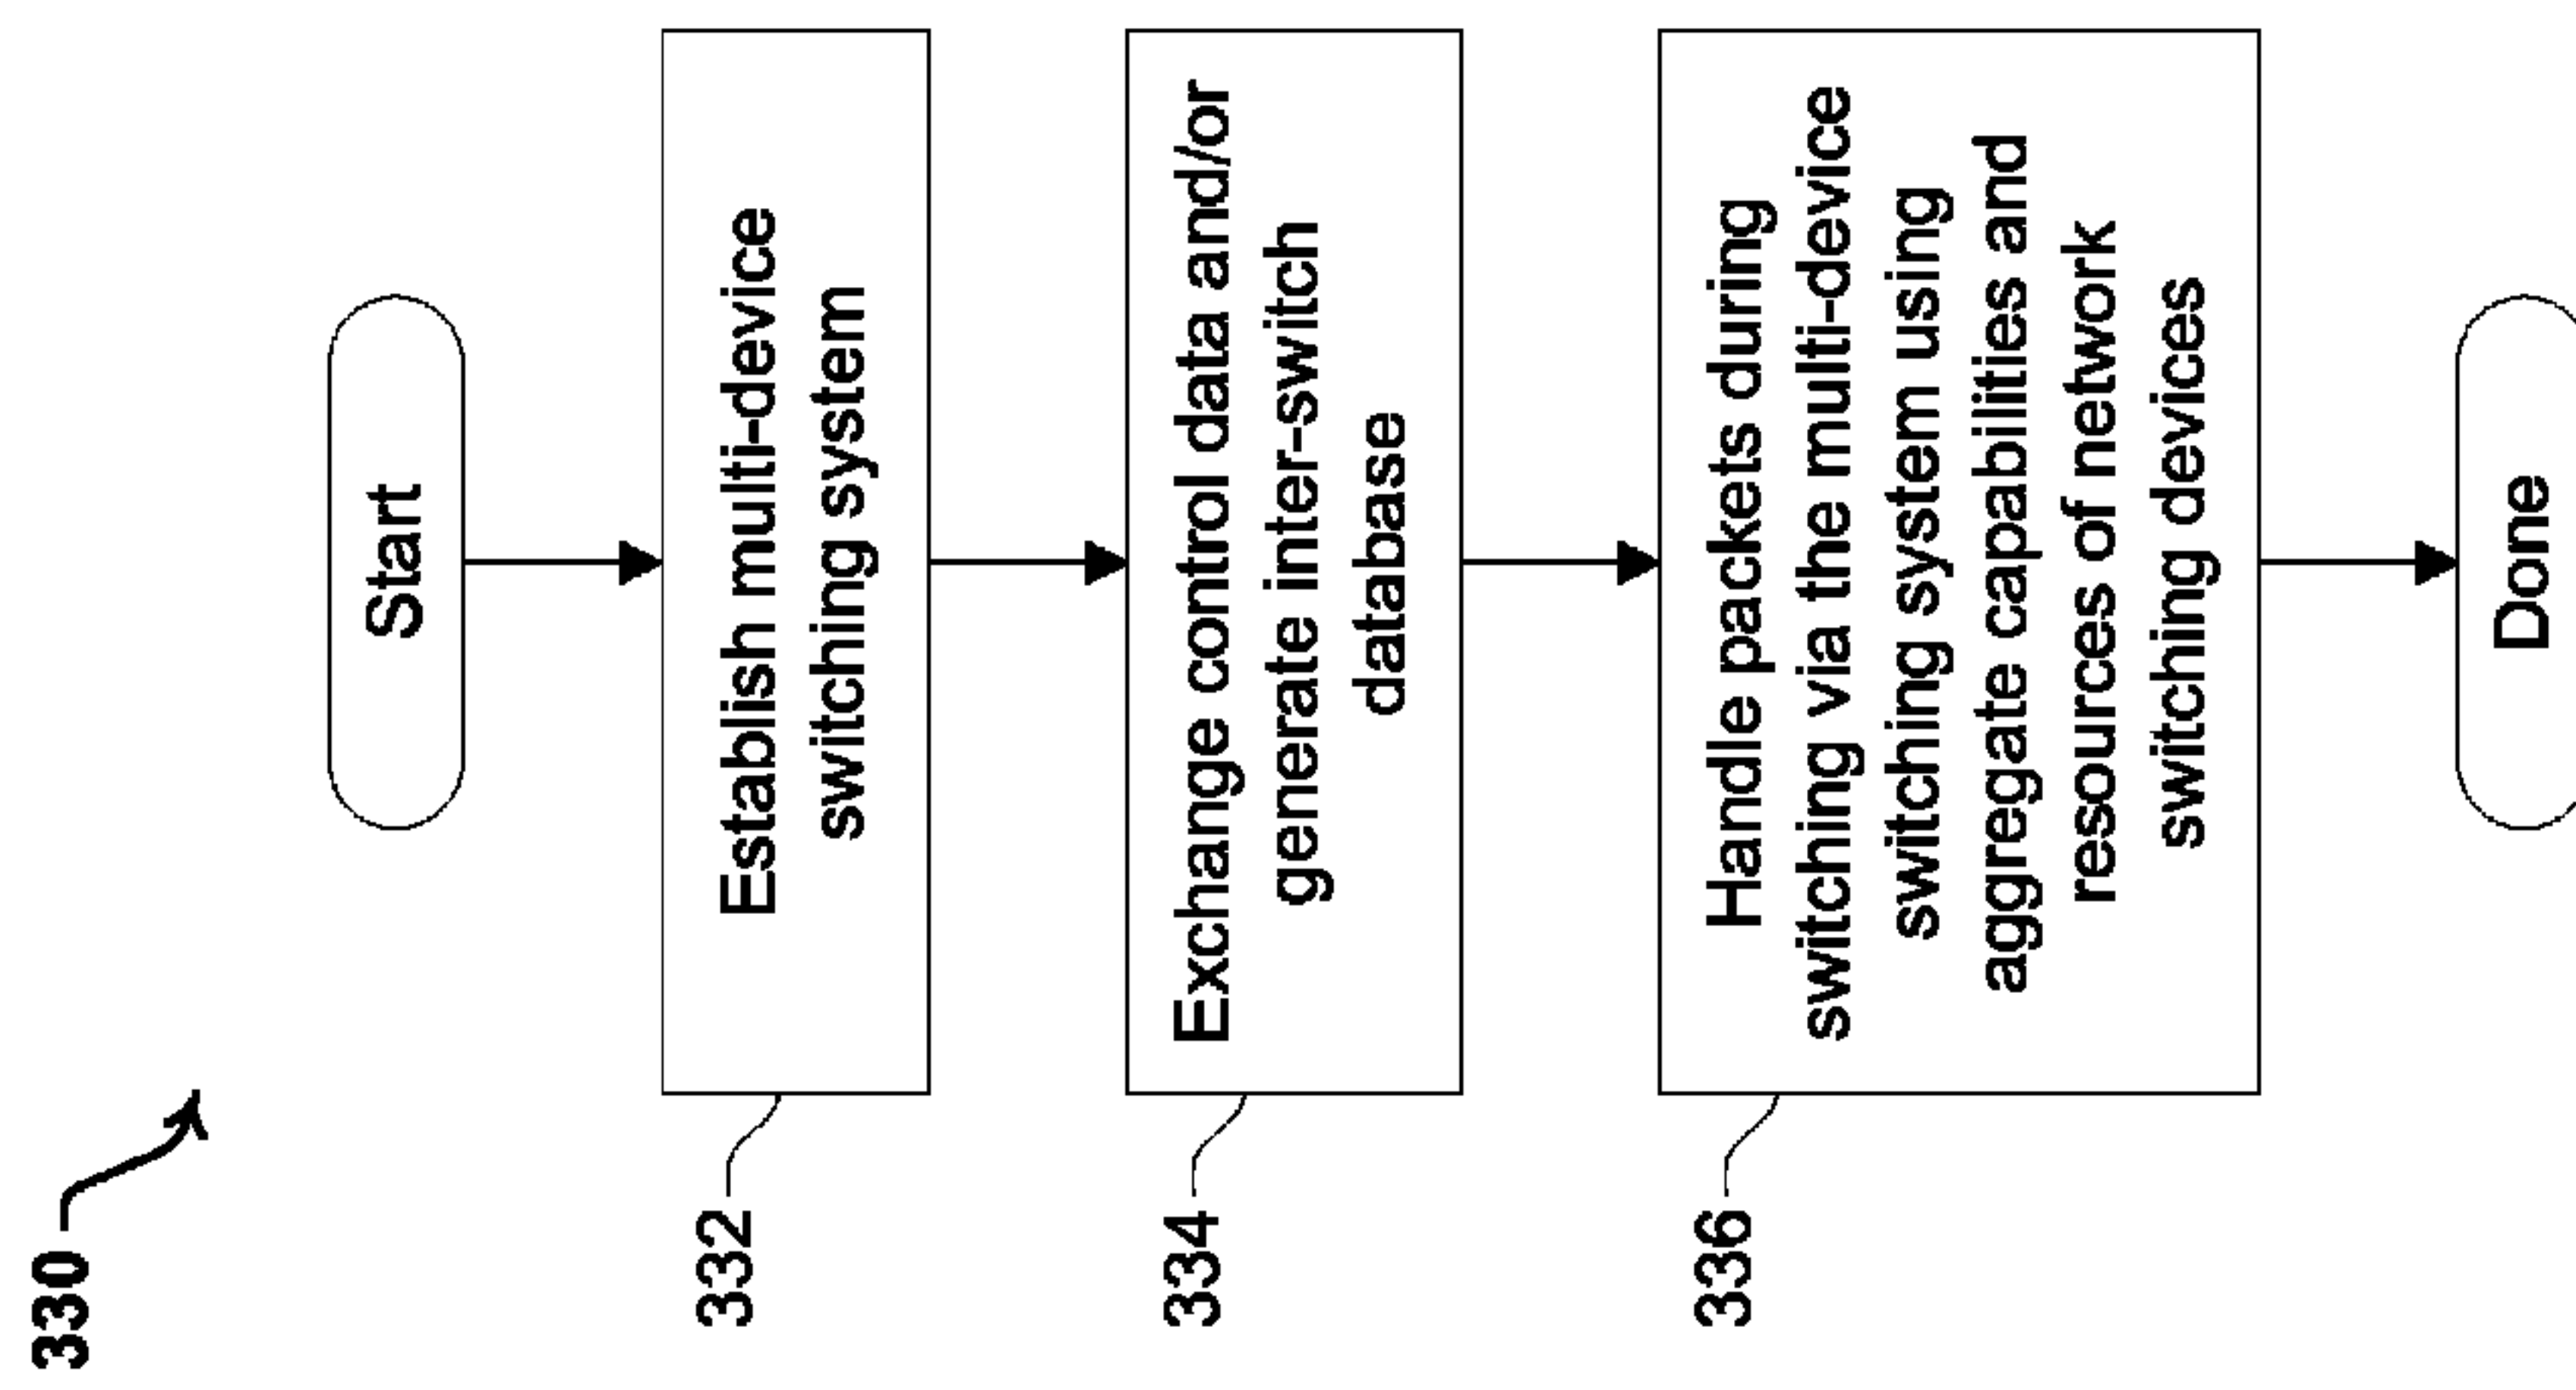 330
Start
332
Establish multi-device
switching system
334
Exchange control data and/or
generate inter-switch
database
336
Handle packets during
switching via the multi-device
switching system using
aggregate capabilities and
resources of network
switching devices
Done